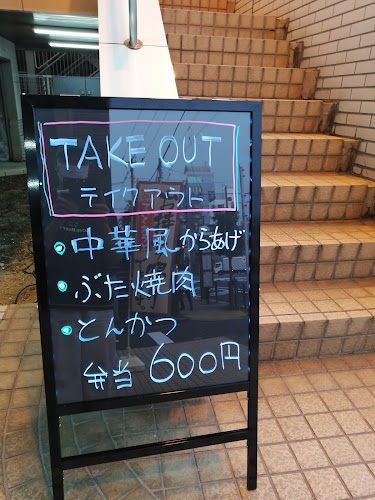 TAKE OUT
テイクアウト
・中華風からあげ
・ぶた焼肉
・とんかつ
弁当 600円